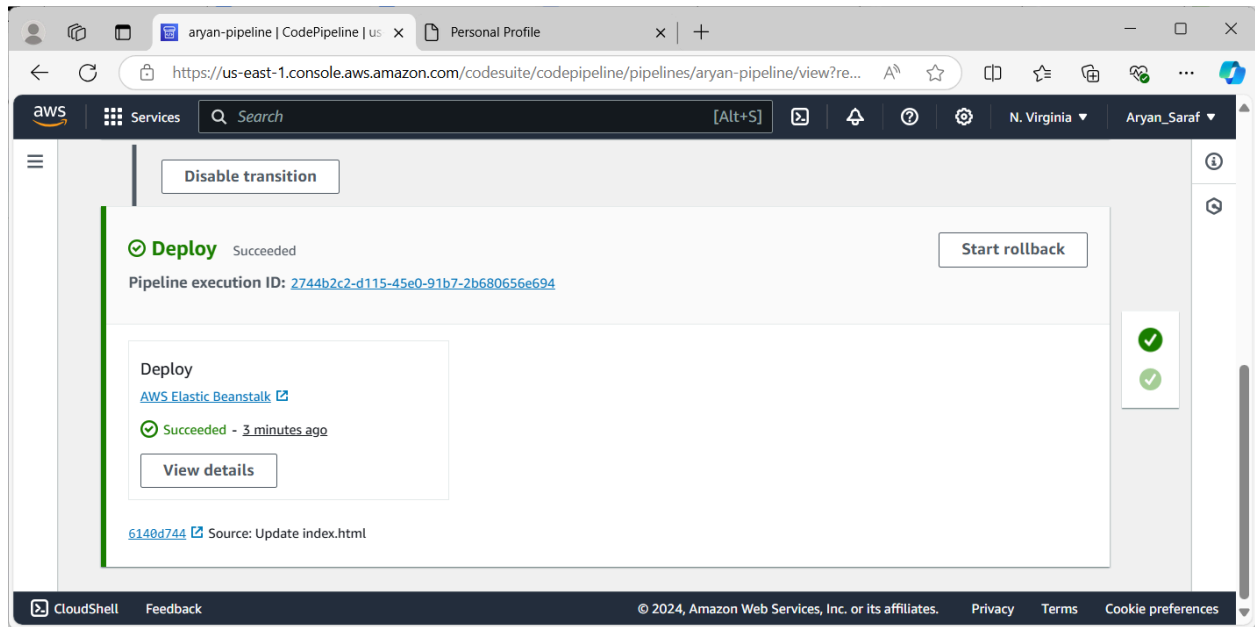 aryan-pipeline | CodePipeline | us
Personal Profile
https://us-east-1.console.aws.amazon.com/codesuite/codepipeline/pipelines/aryan-pipeline/view?re...
aws Services Search [Alt+S] N. Virginia ▼ Aryan_Saraf ▼
Disable transition
Deploy Succeeded
Start rollback
Pipeline execution ID: 2744b2c2-d115-45e0-91b7-2b680656e694
Deploy
AWS Elastic Beanstalk
Succeeded - 3 minutes ago
View details
6140d744 Source: Update index.html
CloudShell Feedback © 2024, Amazon Web Services, Inc. or its affiliates. Privacy Terms Cookie preferences